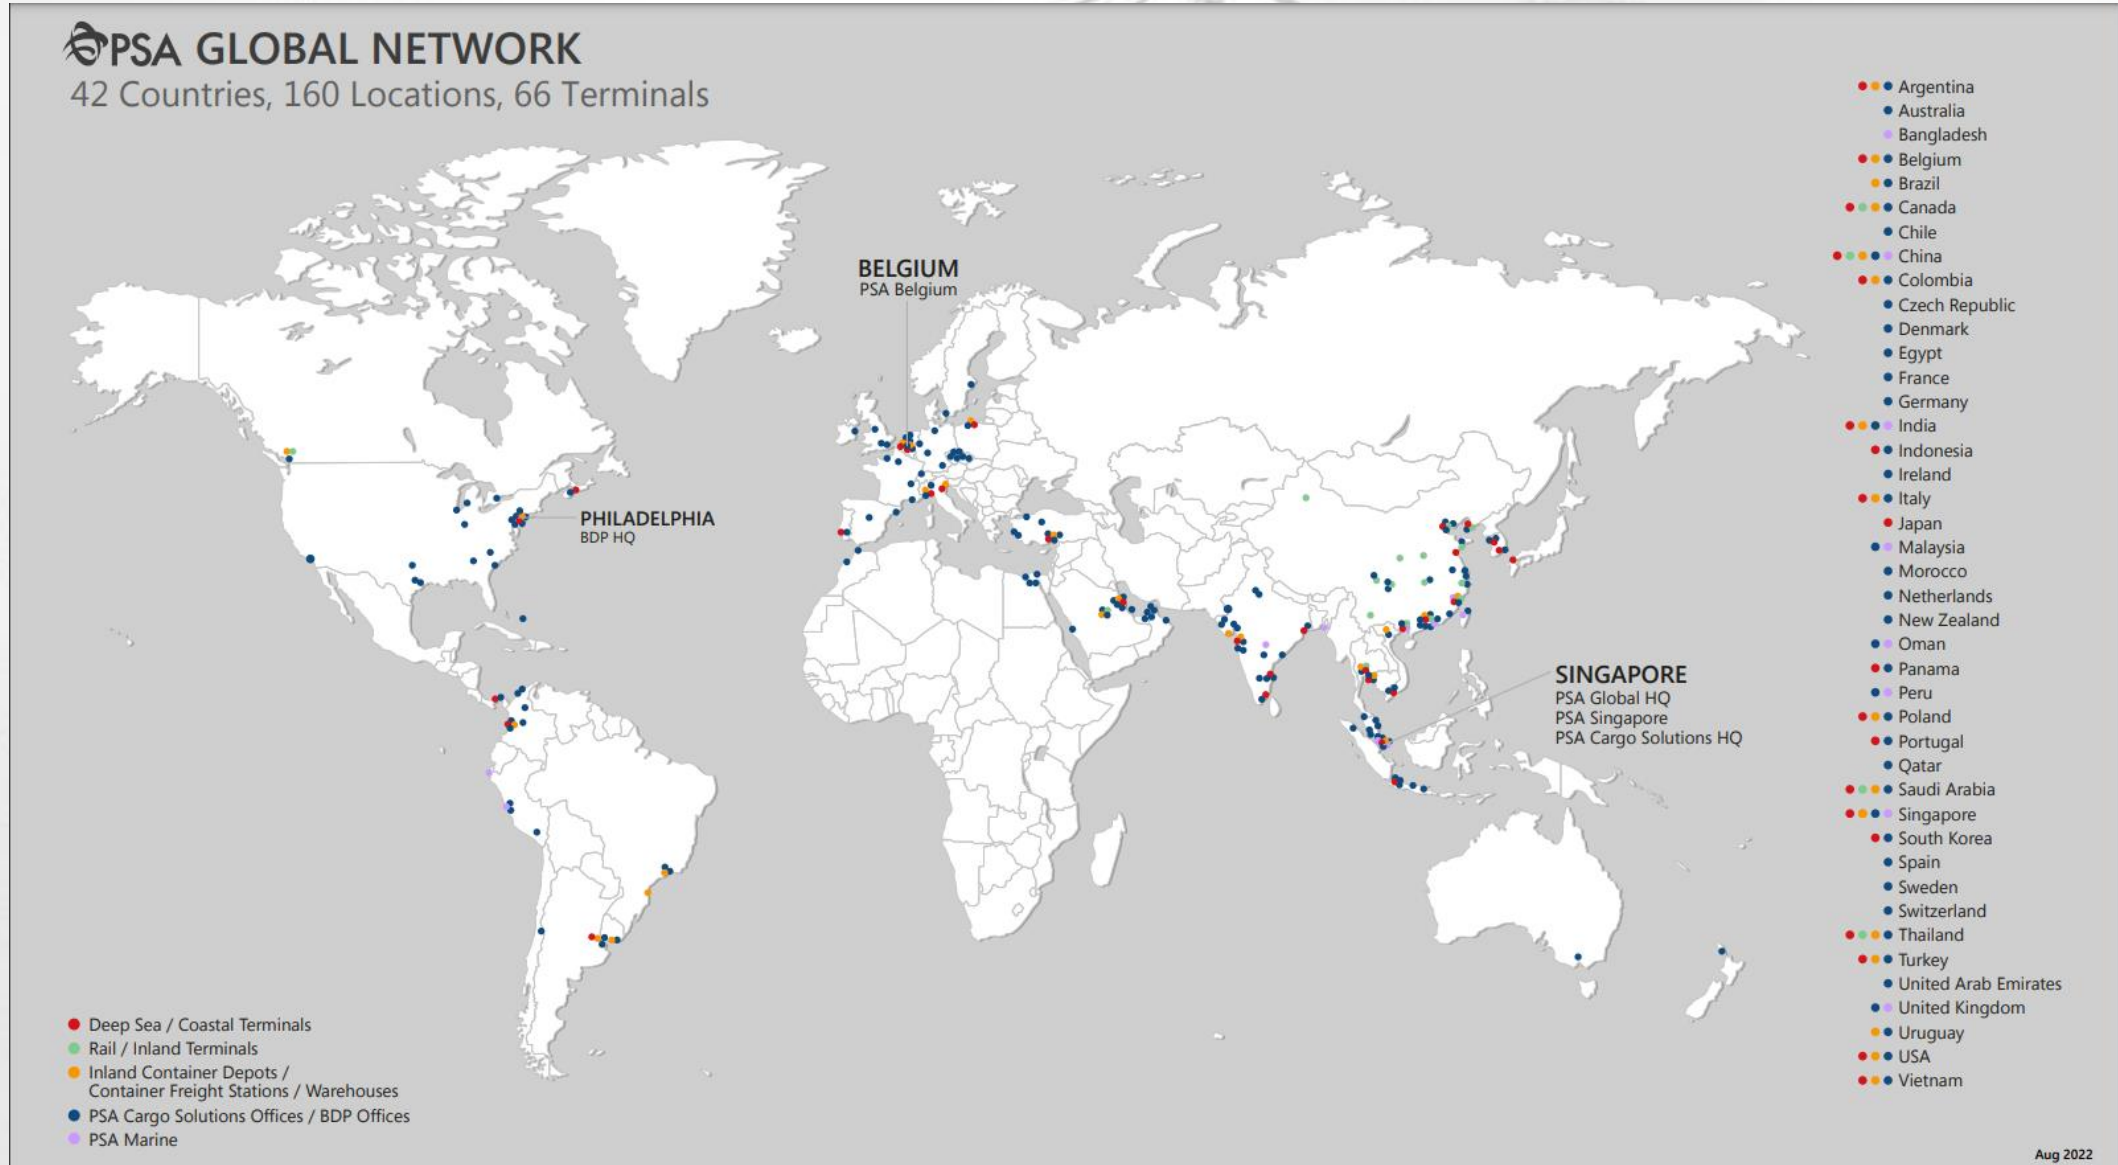 PSA GLOBAL NETWORK
42 Countries, 160 Locations, 66 Terminals
BELGIUM
PSA Belgium
PHILADELPHIA
BDP HQ
SINGAPORE
PSA Global HQ
PSA Singapore
PSA Cargo Solutions HQ
Argentina
Australia
Bangladesh
Belgium
Brazil
Canada
Chile
China
Colombia
Czech Republic
Denmark
Egypt
France
Germany
India
Indonesia
Ireland
Italy
Japan
Malaysia
Morocco
Netherlands
New Zealand
Oman
Panama
Peru
Poland
Portugal
Qatar
Saudi Arabia
Singapore
South Korea
Spain
Sweden
Switzerland
Thailand
Turkey
United Arab Emirates
United Kingdom
Uruguay
USA
Vietnam
Deep Sea / Coastal Terminals
Rail / Inland Terminals
Inland Container Depots /
Container Freight Stations / Warehouses
PSA Cargo Solutions Offices / BDP Offices
PSA Marine
Aug 2022